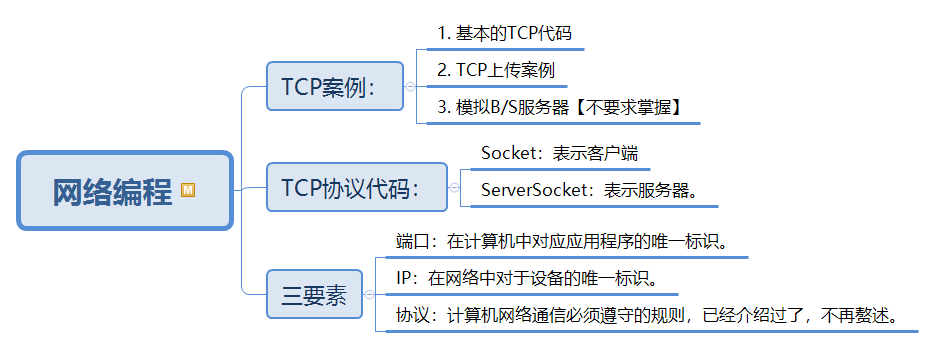 网络编程
M
TCP案例：
1. 基本的TCP代码
2. TCP上传案例
3. 模拟B/S服务器【不要求掌握】
TCP协议代码：
Socket：表示客户端
ServerSocket：表示服务器。
三要素
端口：在计算机中对应应用程序的唯一标识。
IP：在网络中对于设备的唯一标识。
协议：计算机网络通信必须遵守的规则，已经介绍过了，不再赘述。